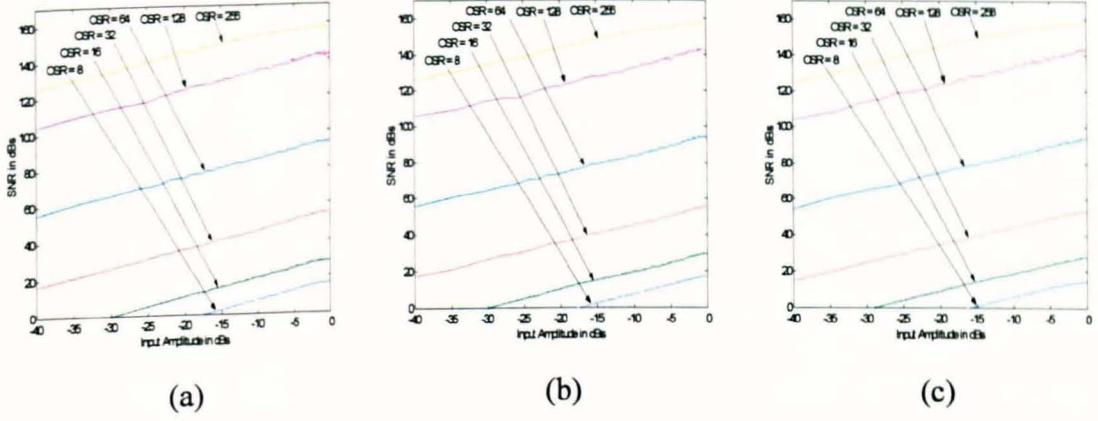 OSR = 64 OSR = 128 OSR = 256
OSR = 32
OSR = 16
OSR = 8
160
140
120
100
80
60
40
20
0
SNR in dBs
-40 -35 -30 -25 -20 -15 -10 -5 0
Input Amplitude in dBs
(a)
OSR = 64 OSR = 128 OSR = 256
OSR = 32
OSR = 16
OSR = 8
160
140
120
100
80
60
40
20
0
SNR in dBs
-40 -35 -30 -25 -20 -15 -10 -5 0
Input Amplitude in dBs
(b)
OSR = 64 OSR = 128 OSR = 256
OSR = 32
OSR = 16
OSR = 8
160
140
120
100
80
60
40
20
0
SNR in dBs
-40 -35 -30 -25 -20 -15 -10 -5 0
Input Amplitude in dBs
(c)